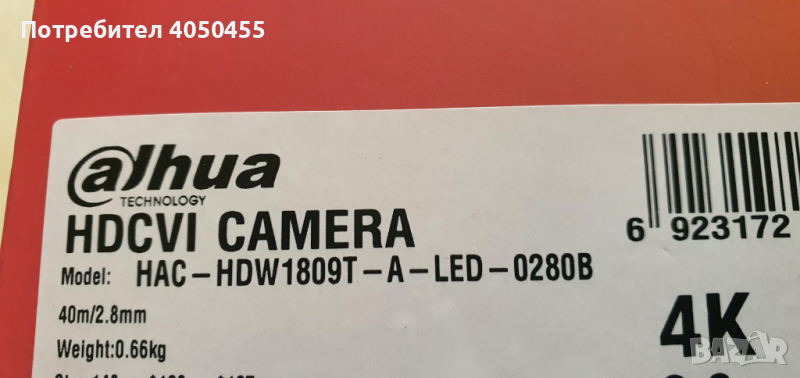 Потребител 4050455
alhua
TECHNOLOGY
HDCVI CAMERA
Model: HAC-HDW1809T-A-LED-0280B
40m/2.8mm
Weight:0.66kg
6 923172
4K
BAZAR